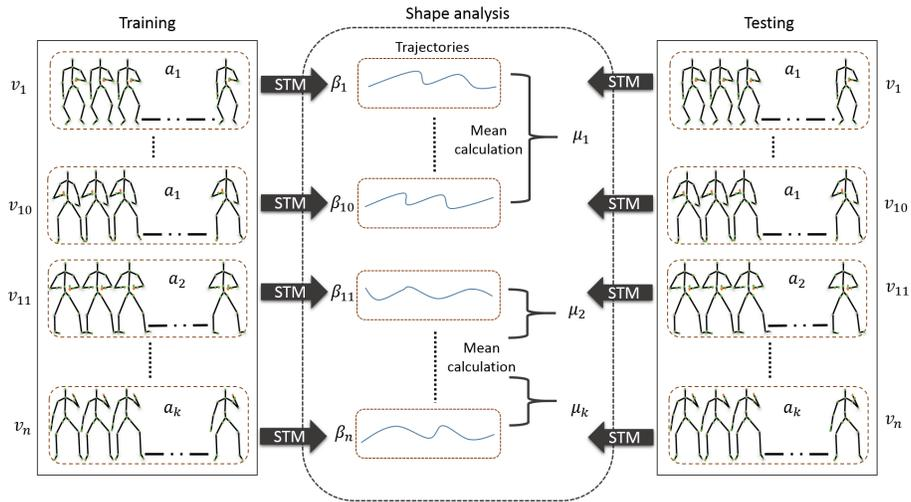 Shape analysis
Training
Testing
Trajectories
v₁
a₁
STM
β₁
STM
a₁
v₁
Mean
calculation
μ₁
v₁₀
a₁
STM
β₁₀
STM
a₁
v₁₀
v₁₁
a₂
STM
β₁₁
μ₂
STM
a₂
v₁₁
Mean
calculation
vₙ
aₖ
STM
βₙ
μₖ
STM
aₖ
vₙ